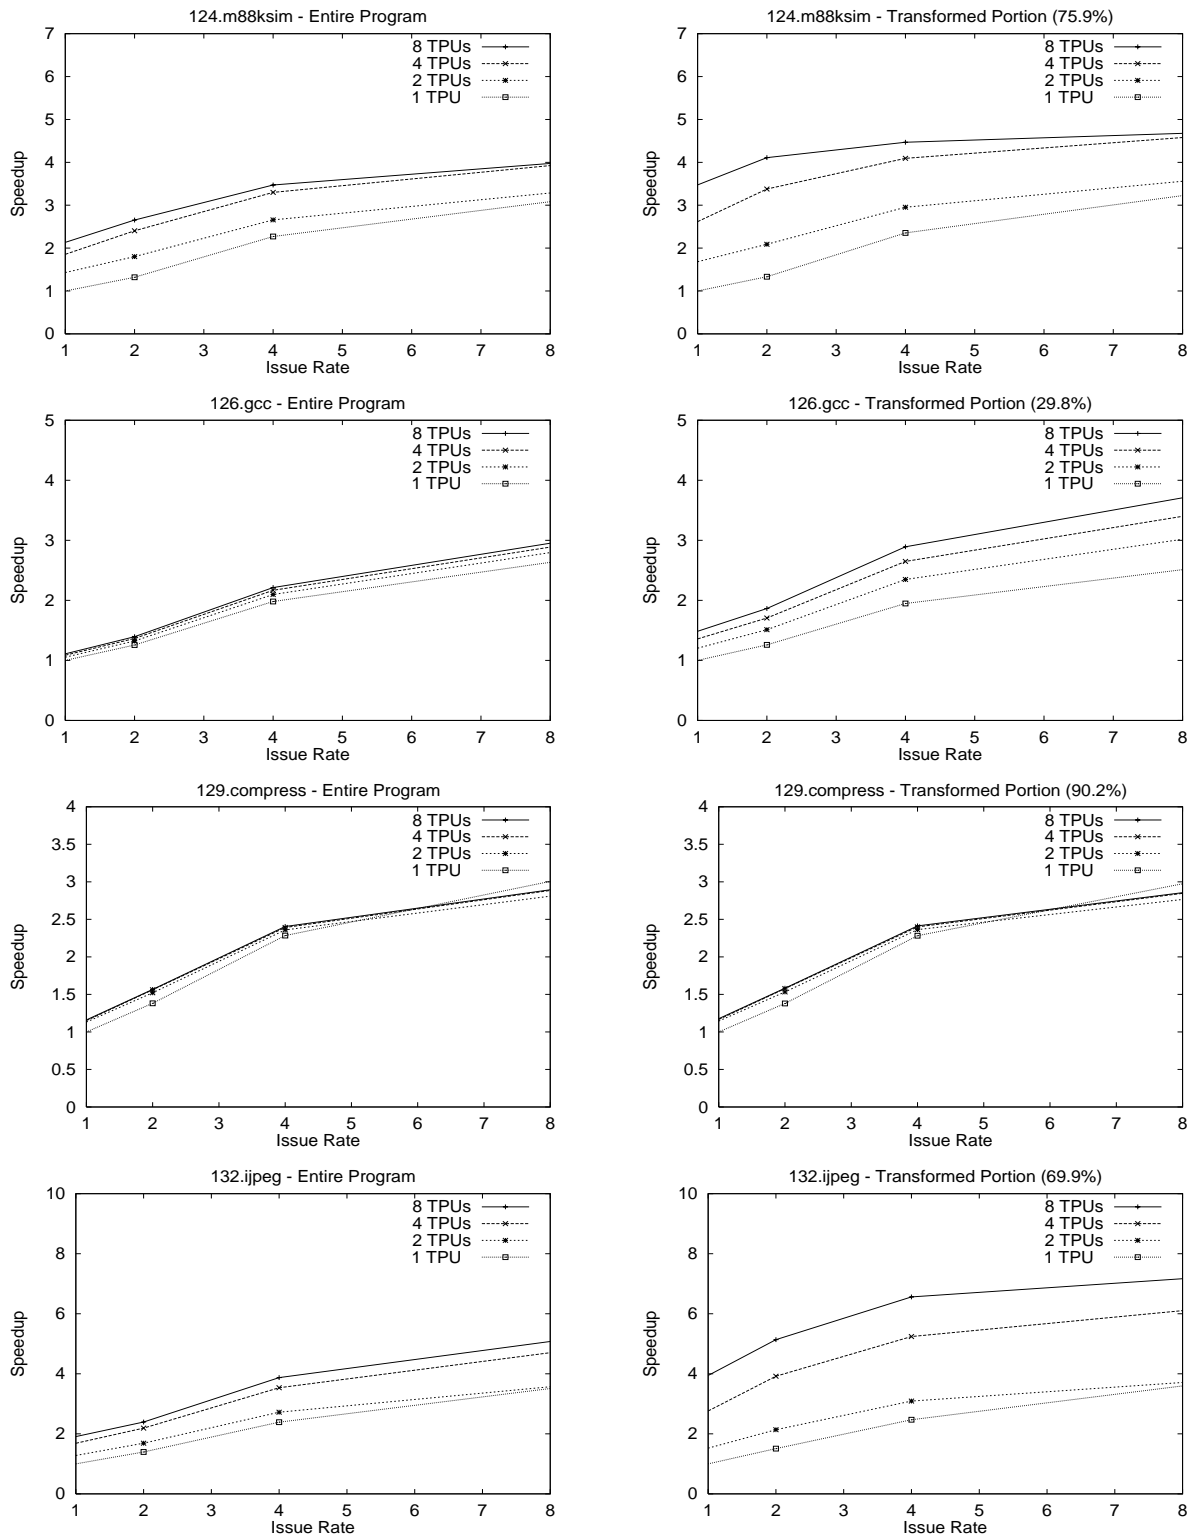 124.m88ksim - Entire Program
7
6
5
4
3
2
1
0
Speedup
8 TPUs
4 TPUs
2 TPUs
1 TPU
1 2 3 4 5 6 7 8
Issue Rate
124.m88ksim - Transformed Portion (75.9%)
7
6
5
4
3
2
1
0
Speedup
8 TPUs
4 TPUs
2 TPUs
1 TPU
1 2 3 4 5 6 7 8
Issue Rate
126.gcc - Entire Program
5
4
3
2
1
0
Speedup
8 TPUs
4 TPUs
2 TPUs
1 TPU
1 2 3 4 5 6 7 8
Issue Rate
126.gcc - Transformed Portion (29.8%)
5
4
3
2
1
0
Speedup
8 TPUs
4 TPUs
2 TPUs
1 TPU
1 2 3 4 5 6 7 8
Issue Rate
129.compress - Entire Program
4
3.5
3
2.5
2
1.5
1
0.5
0
Speedup
8 TPUs
4 TPUs
2 TPUs
1 TPU
1 2 3 4 5 6 7 8
Issue Rate
129.compress - Transformed Portion (90.2%)
4
3.5
3
2.5
2
1.5
1
0.5
0
Speedup
8 TPUs
4 TPUs
2 TPUs
1 TPU
1 2 3 4 5 6 7 8
Issue Rate
132.ijpeg - Entire Program
10
8
6
4
2
0
Speedup
8 TPUs
4 TPUs
2 TPUs
1 TPU
1 2 3 4 5 6 7 8
Issue Rate
132.ijpeg - Transformed Portion (69.9%)
10
8
6
4
2
0
Speedup
8 TPUs
4 TPUs
2 TPUs
1 TPU
1 2 3 4 5 6 7 8
Issue Rate